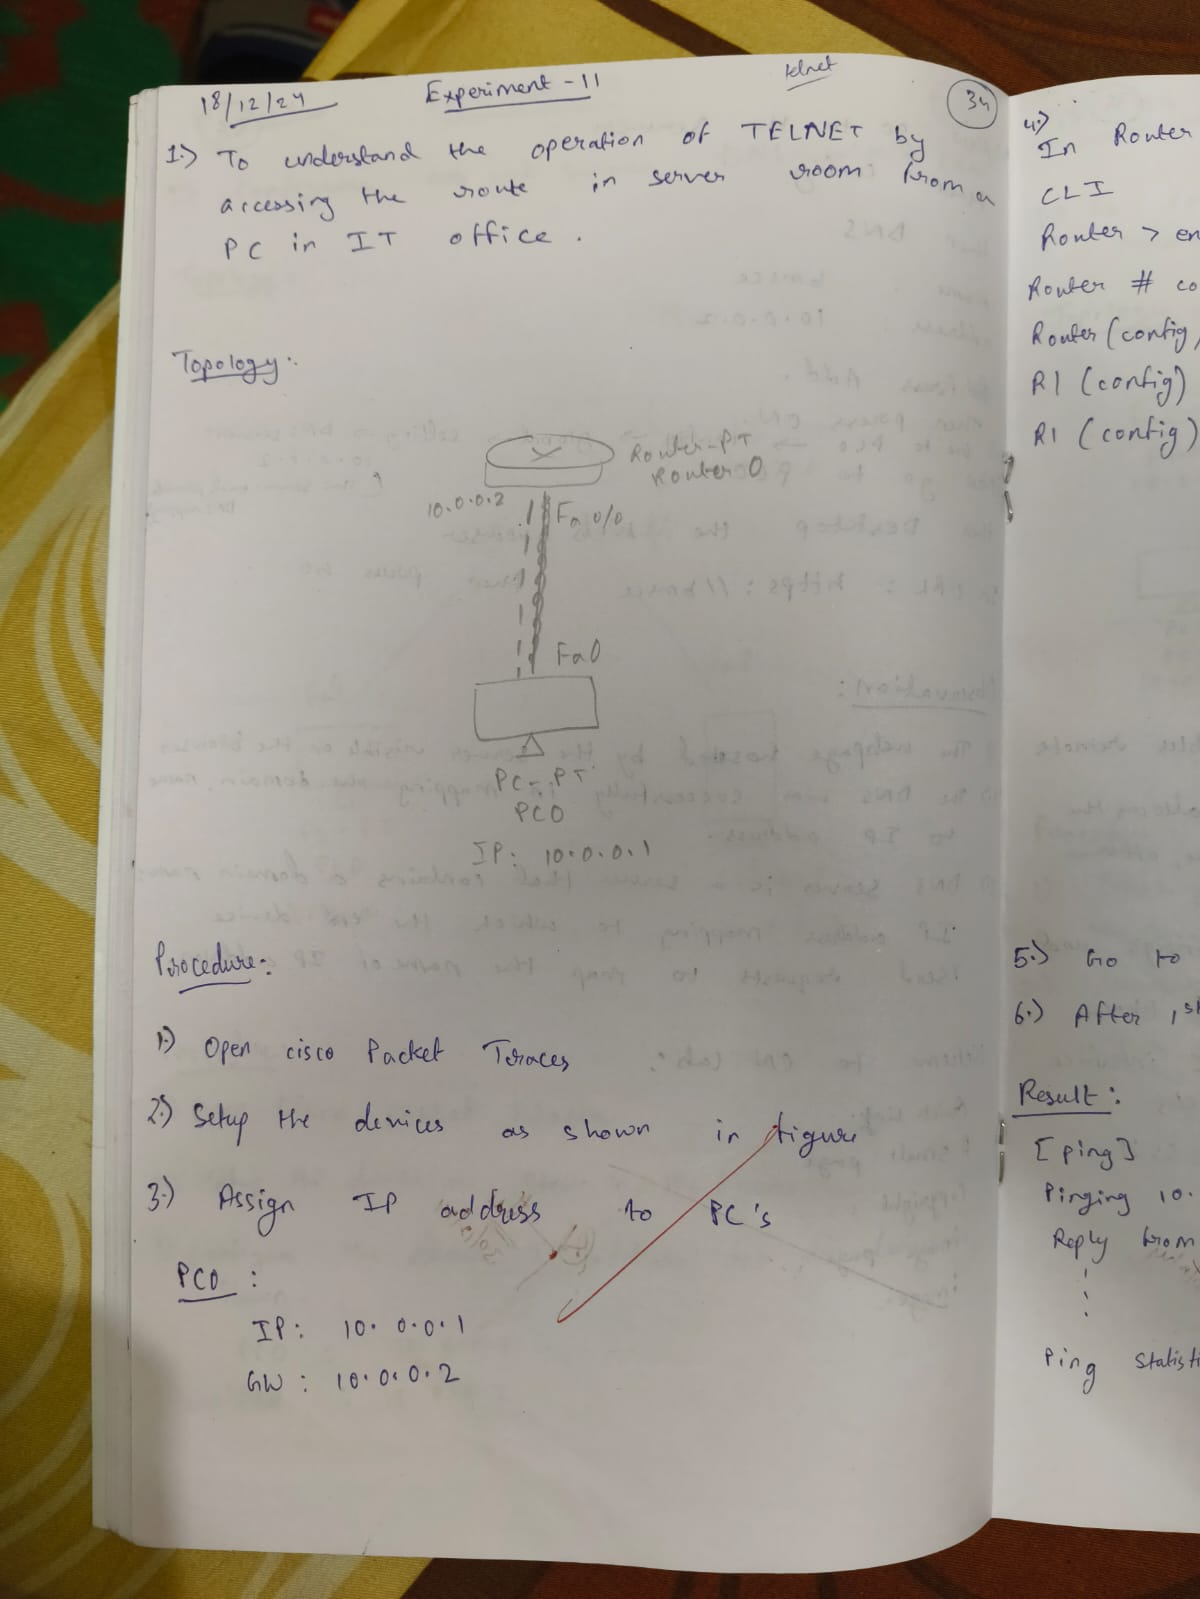 18/12/24
Experiment - 11
telnet
34
1.) To understand the operation of TELNET by
accessing the route in server room from a
PC in IT office.
Topology:
Router-PT
Router 0
10.0.0.2
Fa 0/0
Fa0
PC-PT
PC0
IP: 10.0.0.1
Procedure:
1.) Open cisco Packet Traces
2.) Setup the devices as shown in figure
3.) Assign IP address to PC's
PC0 :
IP: 10.0.0.1
GW : 10.0.0.2
4.)
In Router
CLI
Router > en
Router # co
Router (config
R1 (config)
R1 (config)
5.) Go to
6.) After 1st
Result:
[ping]
Pinging 10.
Reply from
Ping statisti